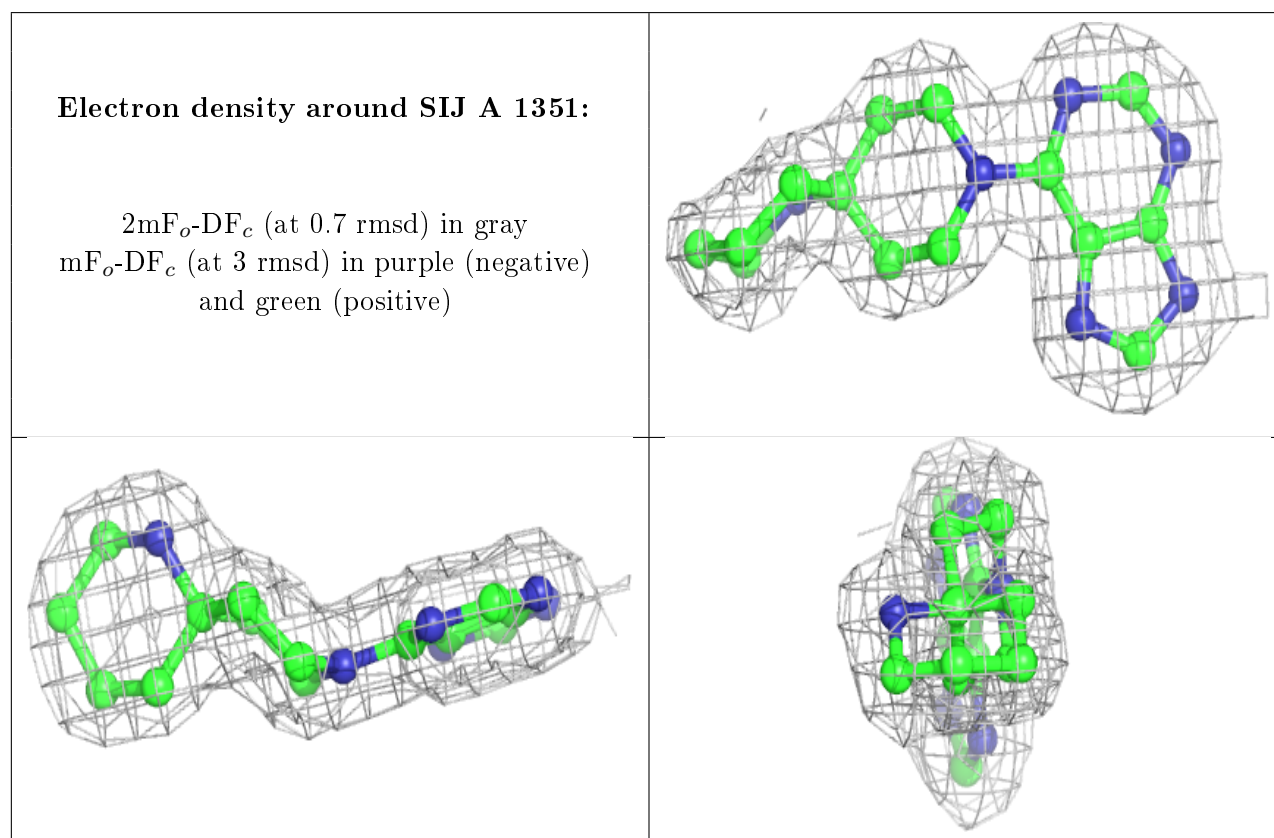 Electron density around SIJ A 1351:
2mFo-DFc (at 0.7 rmsd) in gray
mFo-DFc (at 3 rmsd) in purple (negative)
and green (positive)